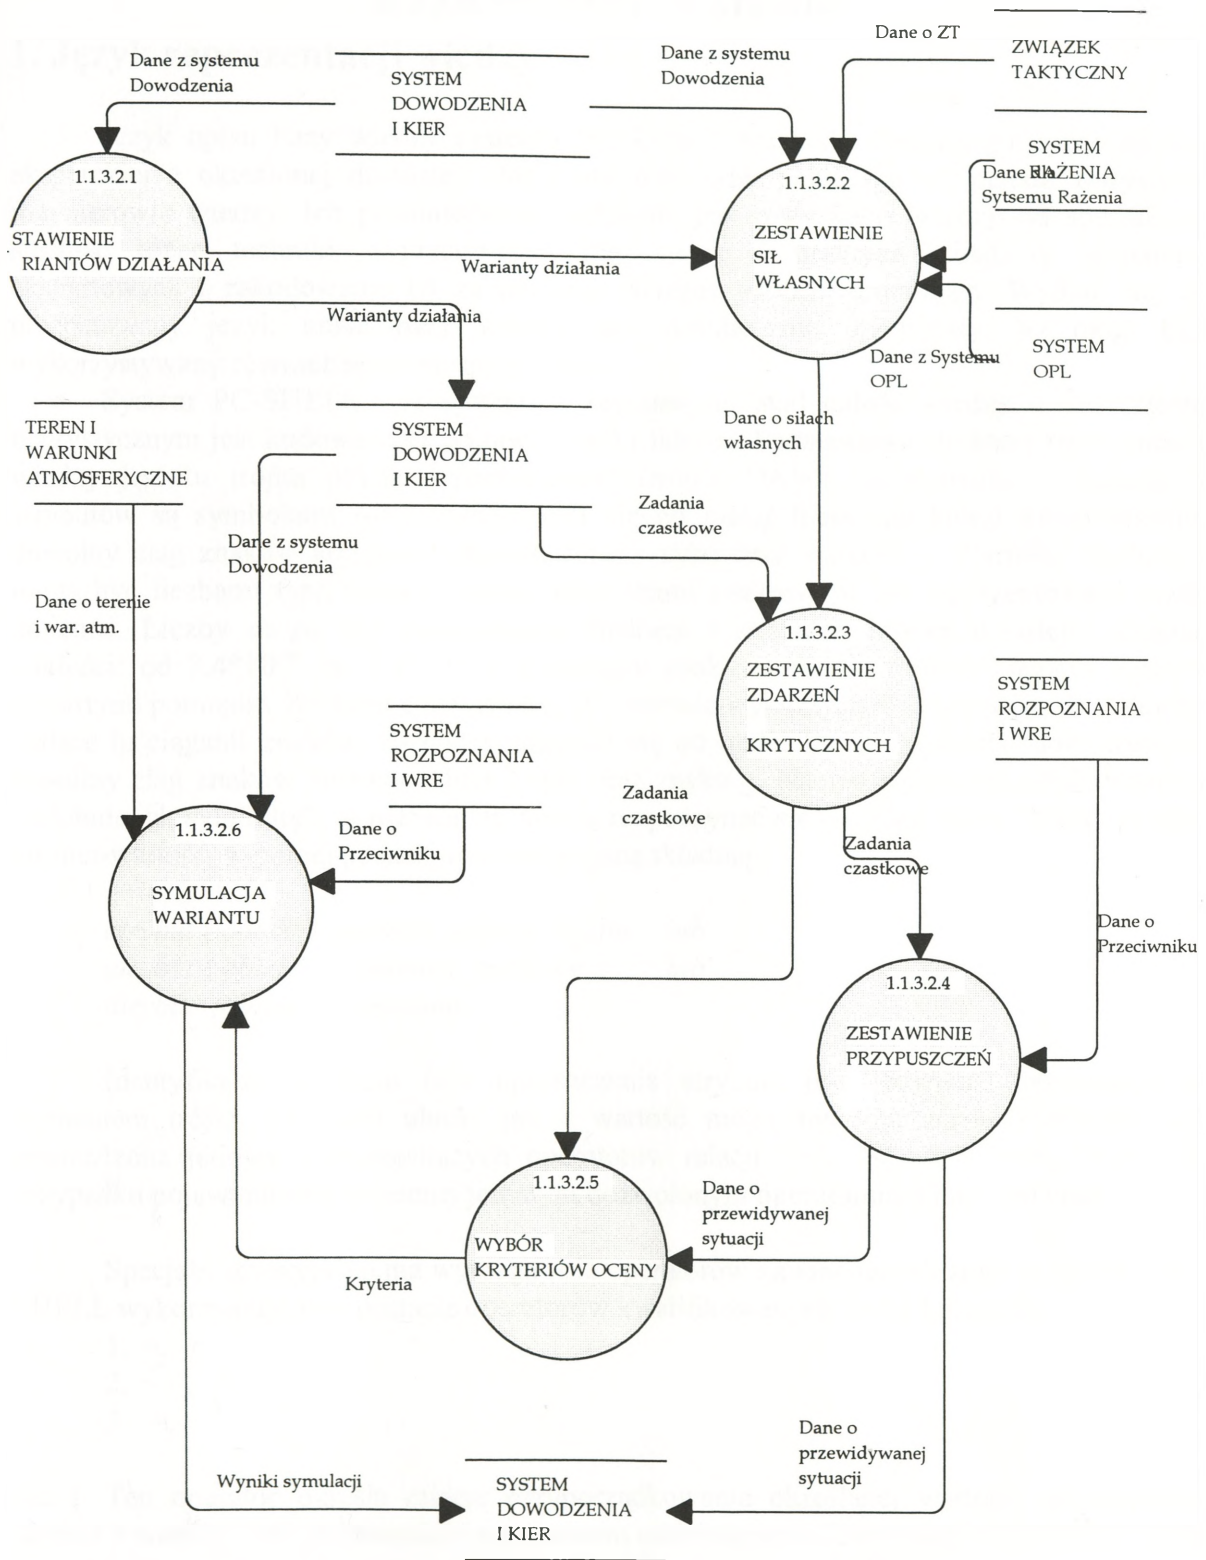 Dane z systemu
Dowodzenia
SYSTEM
DOWODZENIA
I KIER
Dane z systemu
Dowodzenia
Dane o ZT
ZWIĄZEK
TAKTYCZNY
1.1.3.2.1
STAWIENIE
RIANTÓW DZIAŁANIA
1.1.3.2.2
ZESTAWIENIE
SIŁ
WŁASNYCH
SYSTEM
RAŻENIA
Dane dla
Sytsemu Rażenia
Warianty działania
Warianty działania
Dane z Systemu
OPL
SYSTEM
OPL
TEREN I
WARUNKI
ATMOSFERYCZNE
SYSTEM
DOWODZENIA
I KIER
Dane o siłach
własnych
Zadania
czastkowe
Dane z systemu
Dowodzenia
Dane o terenie
i war. atm.
1.1.3.2.3
ZESTAWIENIE
ZDARZEŃ
KRYTYCZNYCH
SYSTEM
ROZPOZNANIA
I WRE
SYSTEM
ROZPOZNANIA
I WRE
Zadania
czastkowe
1.1.3.2.6
SYMULACJA
WARIANTU
Dane o
Przeciwniku
Zadania
czastkowe
Dane o
Przeciwniku
1.1.3.2.4
ZESTAWIENIE
PRZYPUSZCZEŃ
1.1.3.2.5
WYBÓR
KRYTERIÓW OCENY
Dane o
przewidywanej
sytuacji
Kryteria
Dane o
przewidywanej
sytuacji
Wyniki symulacji
SYSTEM
DOWODZENIA
I KIER